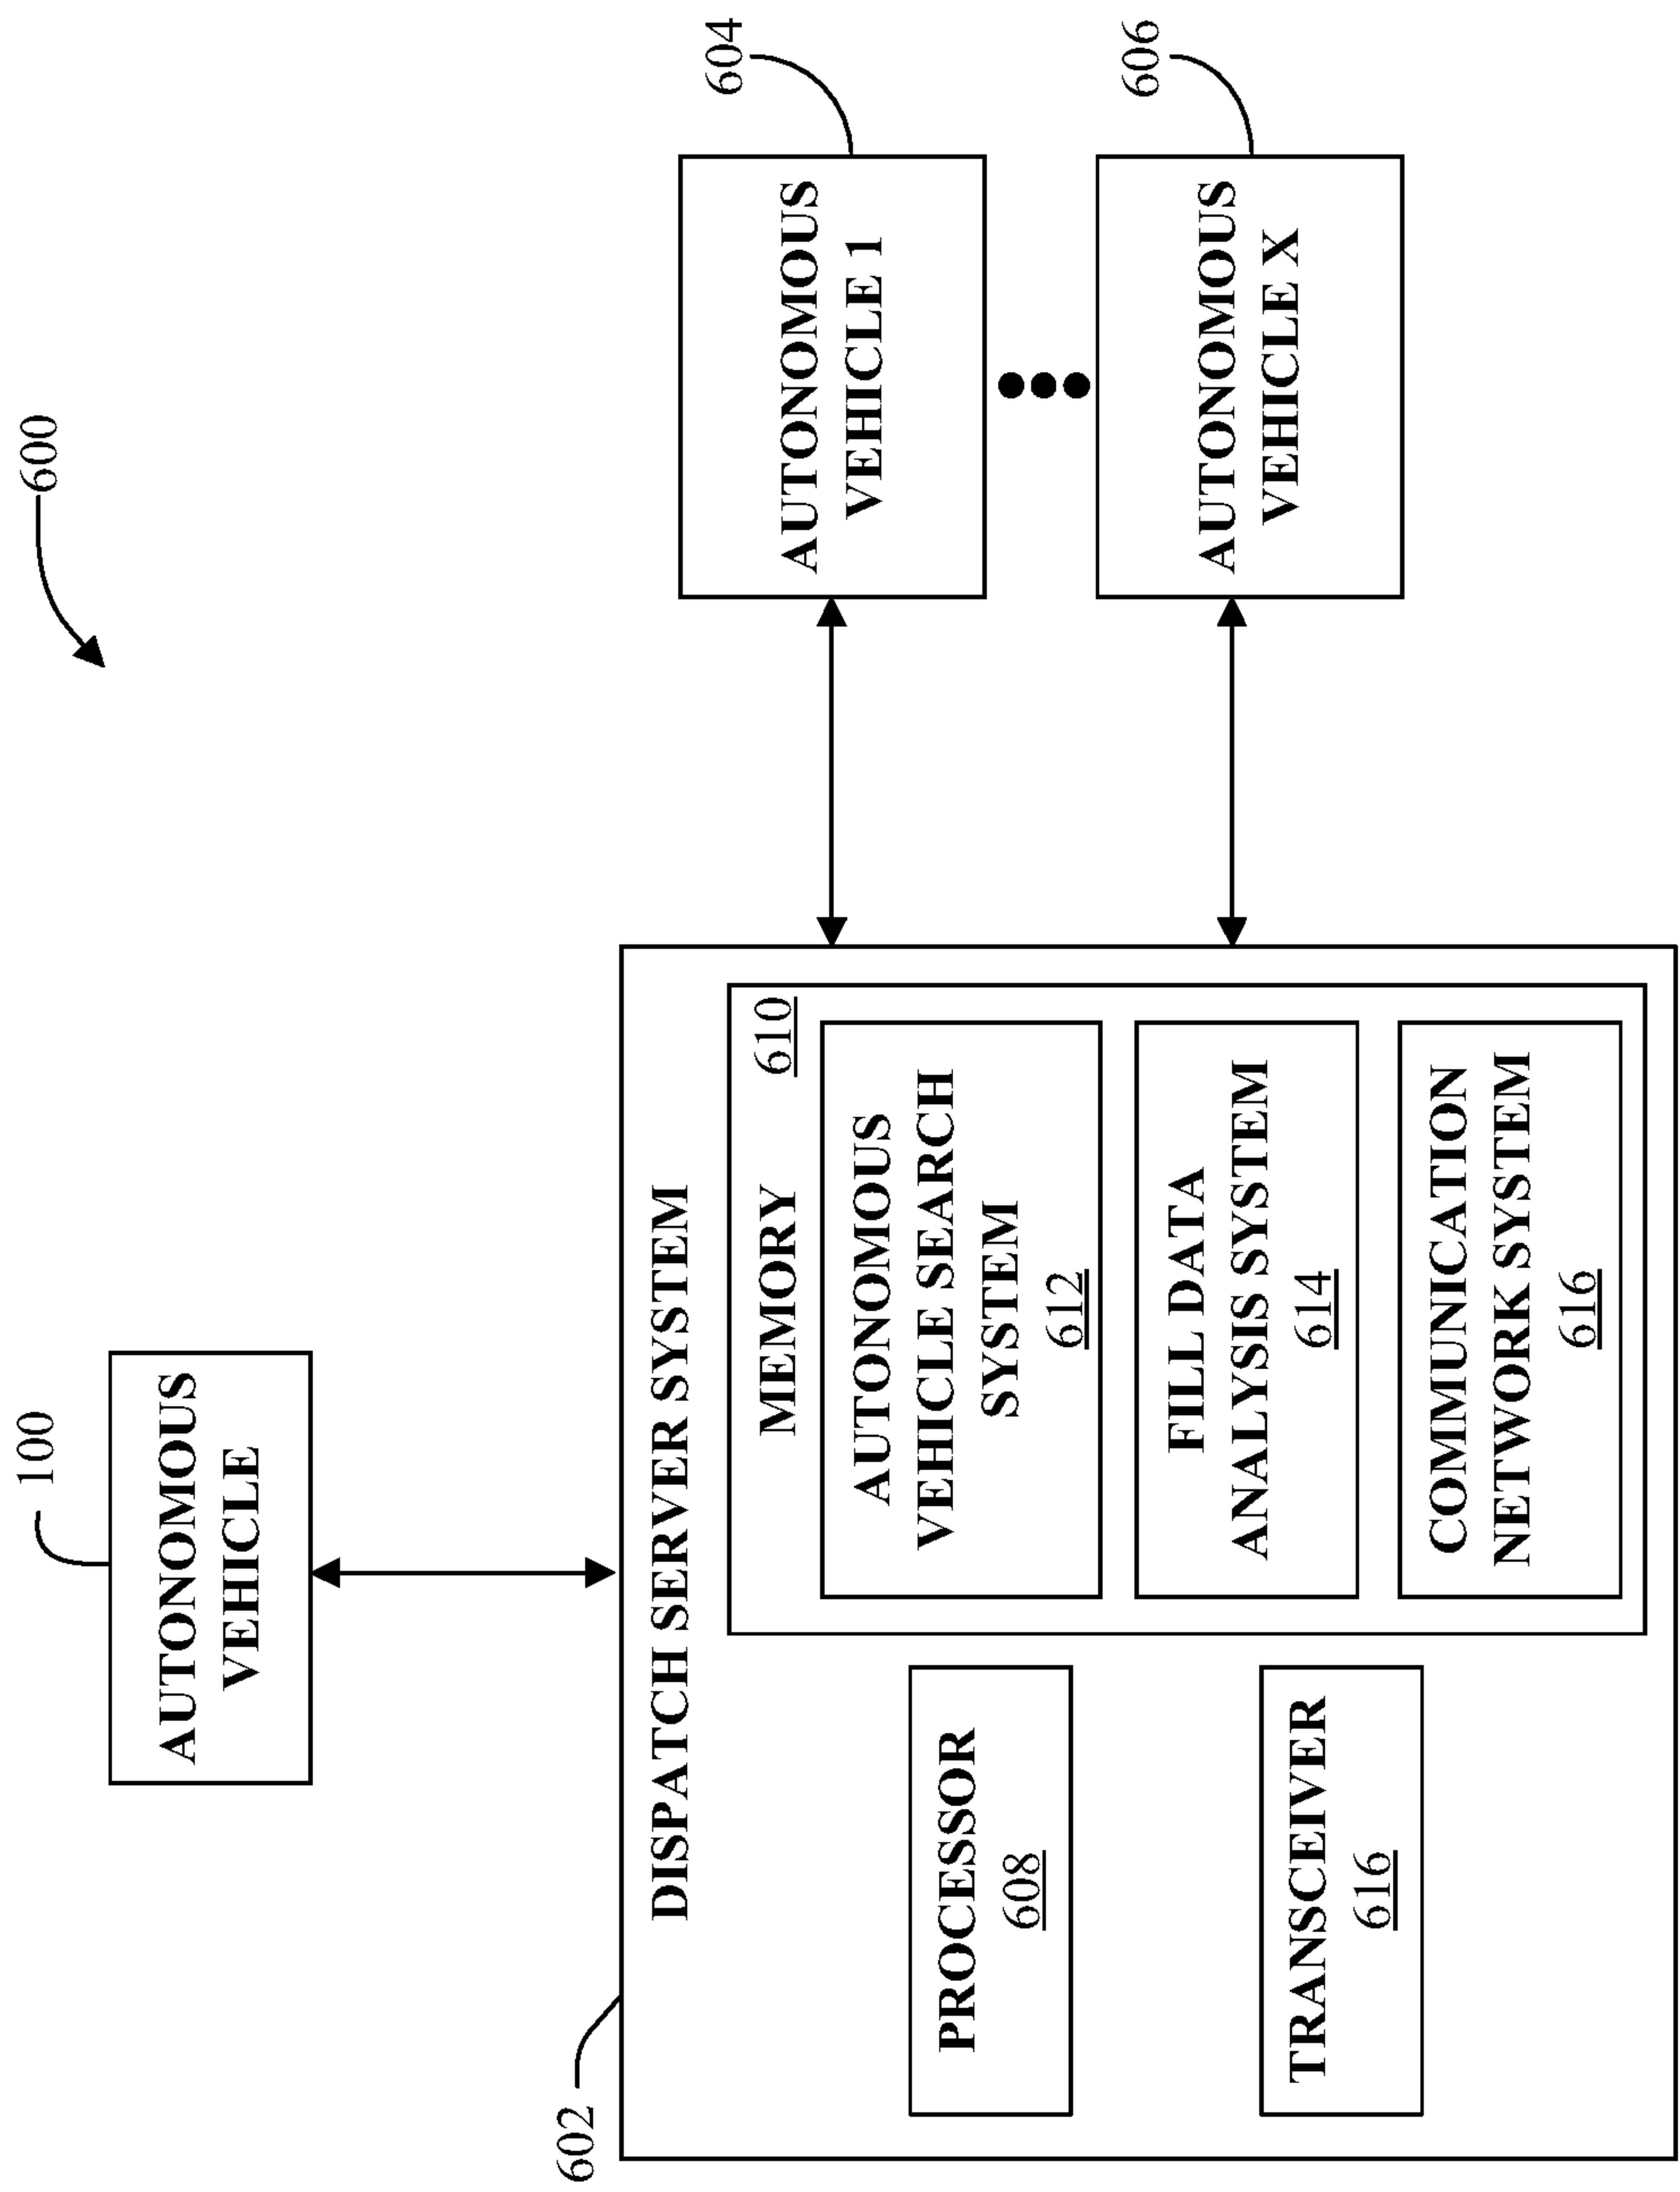 600
100
AUTONOMOUS
VEHICLE
602
DISPATCH SERVER SYSTEM
PROCESSOR
608
TRANSCEIVER
616
MEMORY 610
AUTONOMOUS
VEHICLE SEARCH
SYSTEM
612
FILL DATA
ANALYSIS SYSTEM
614
COMMUNICATION
NETWORK SYSTEM
616
604
AUTONOMOUS
VEHICLE 1
606
AUTONOMOUS
VEHICLE X